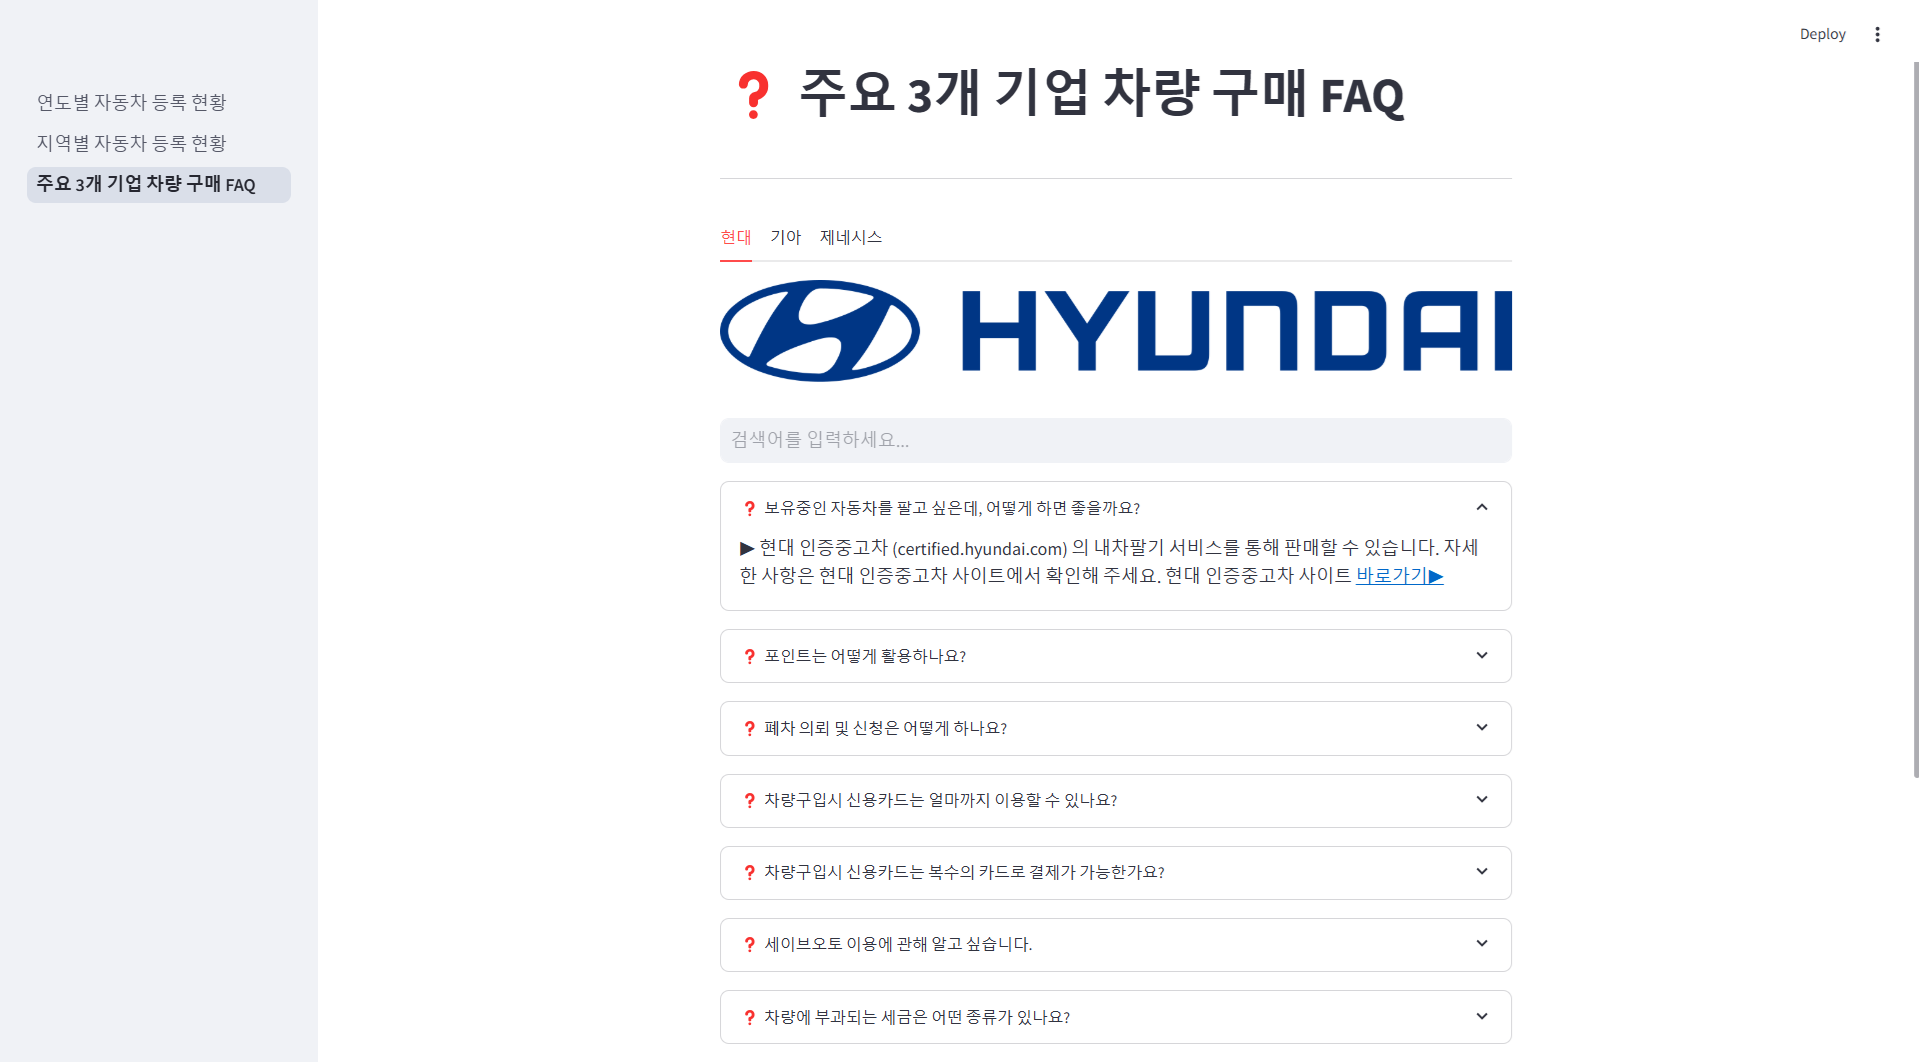 Deploy
연도별 자동차 등록 현황
지역별 자동차 등록 현황
주요 3개 기업 차량 구매 FAQ
❓ 주요 3개 기업 차량 구매 FAQ
현대 기아 제네시스
HYUNDAI
검색어를 입력하세요...
❓ 보유중인 자동차를 팔고 싶은데, 어떻게 하면 좋을까요?
▶ 현대 인증중고차 (certified.hyundai.com) 의 내차팔기 서비스를 통해 판매할 수 있습니다. 자세
한 사항은 현대 인증중고차 사이트에서 확인해 주세요. 현대 인증중고차 사이트 바로가기▶
❓ 포인트는 어떻게 활용하나요?
❓ 폐차 의뢰 및 신청은 어떻게 하나요?
❓ 차량구입시 신용카드는 얼마까지 이용할 수 있나요?
❓ 차량구입시 신용카드는 복수의 카드로 결제가 가능한가요?
❓ 세이브오토 이용에 관해 알고 싶습니다.
❓ 차량에 부과되는 세금은 어떤 종류가 있나요?